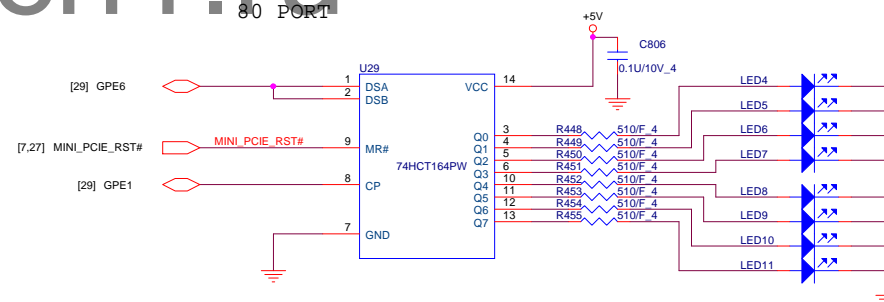 80 PORT
+5V
C806
0.1U/10V_4
U29
[29] GPE6
1 DSA
2 DSB
VCC 14
[7,27] MINI_PCIE_RST#
MINI_PCIE_RST#
9 MR#
74HCT164PW
[29] GPE1
8 CP
7 GND
Q0 3 R448 510/F_4 LED4
Q1 4 R449 510/F_4 LED5
Q2 5 R450 510/F_4 LED6
Q3 6 R451 510/F_4 LED7
Q4 10 R452 510/F_4 LED8
Q5 11 R453 510/F_4 LED9
Q6 12 R454 510/F_4 LED10
Q7 13 R455 510/F_4 LED11